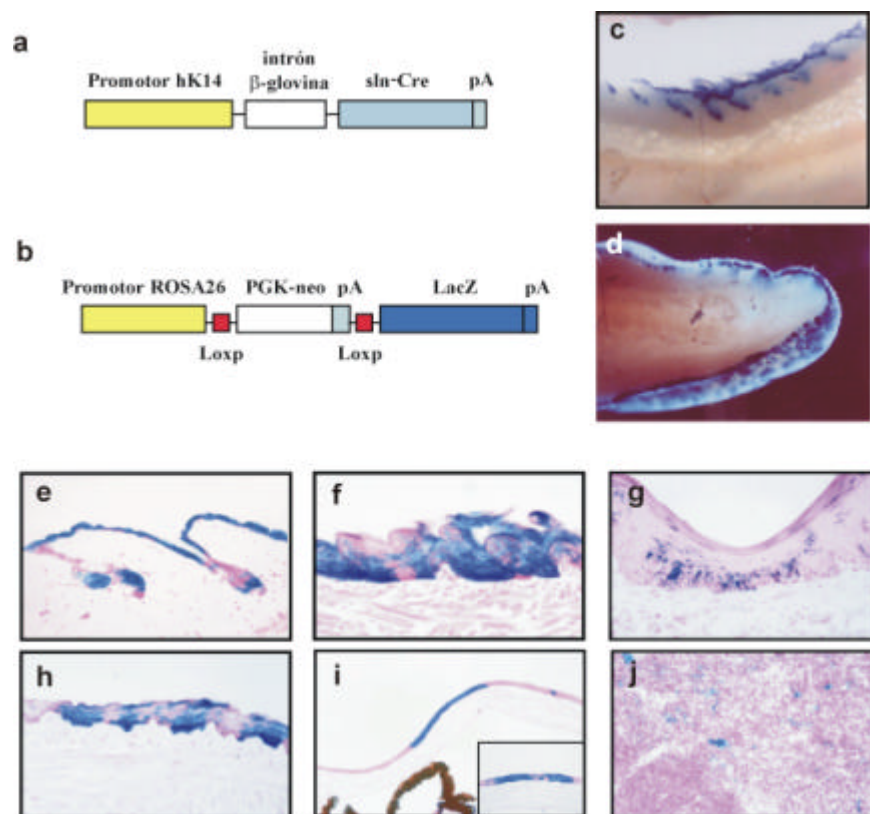 a
intrón
Promotor hK14 β-glovina sln-Cre pA
b
Promotor ROSA26 PGK-neo pA LacZ pA
Loxp Loxp
c
d
e
f
g
h
i
j